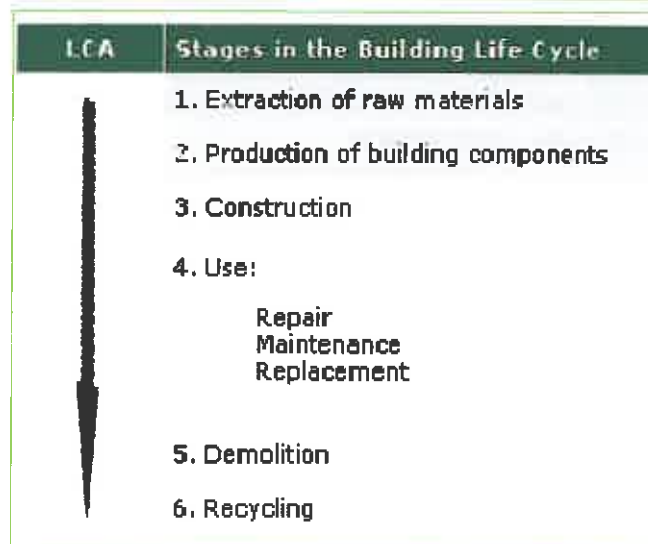 LCA Stages in the Building Life Cycle
1. Extraction of raw materials
2. Production of building components
3. Construction
4. Use:
Repair
Maintenance
Replacement
5. Demolition
6. Recycling